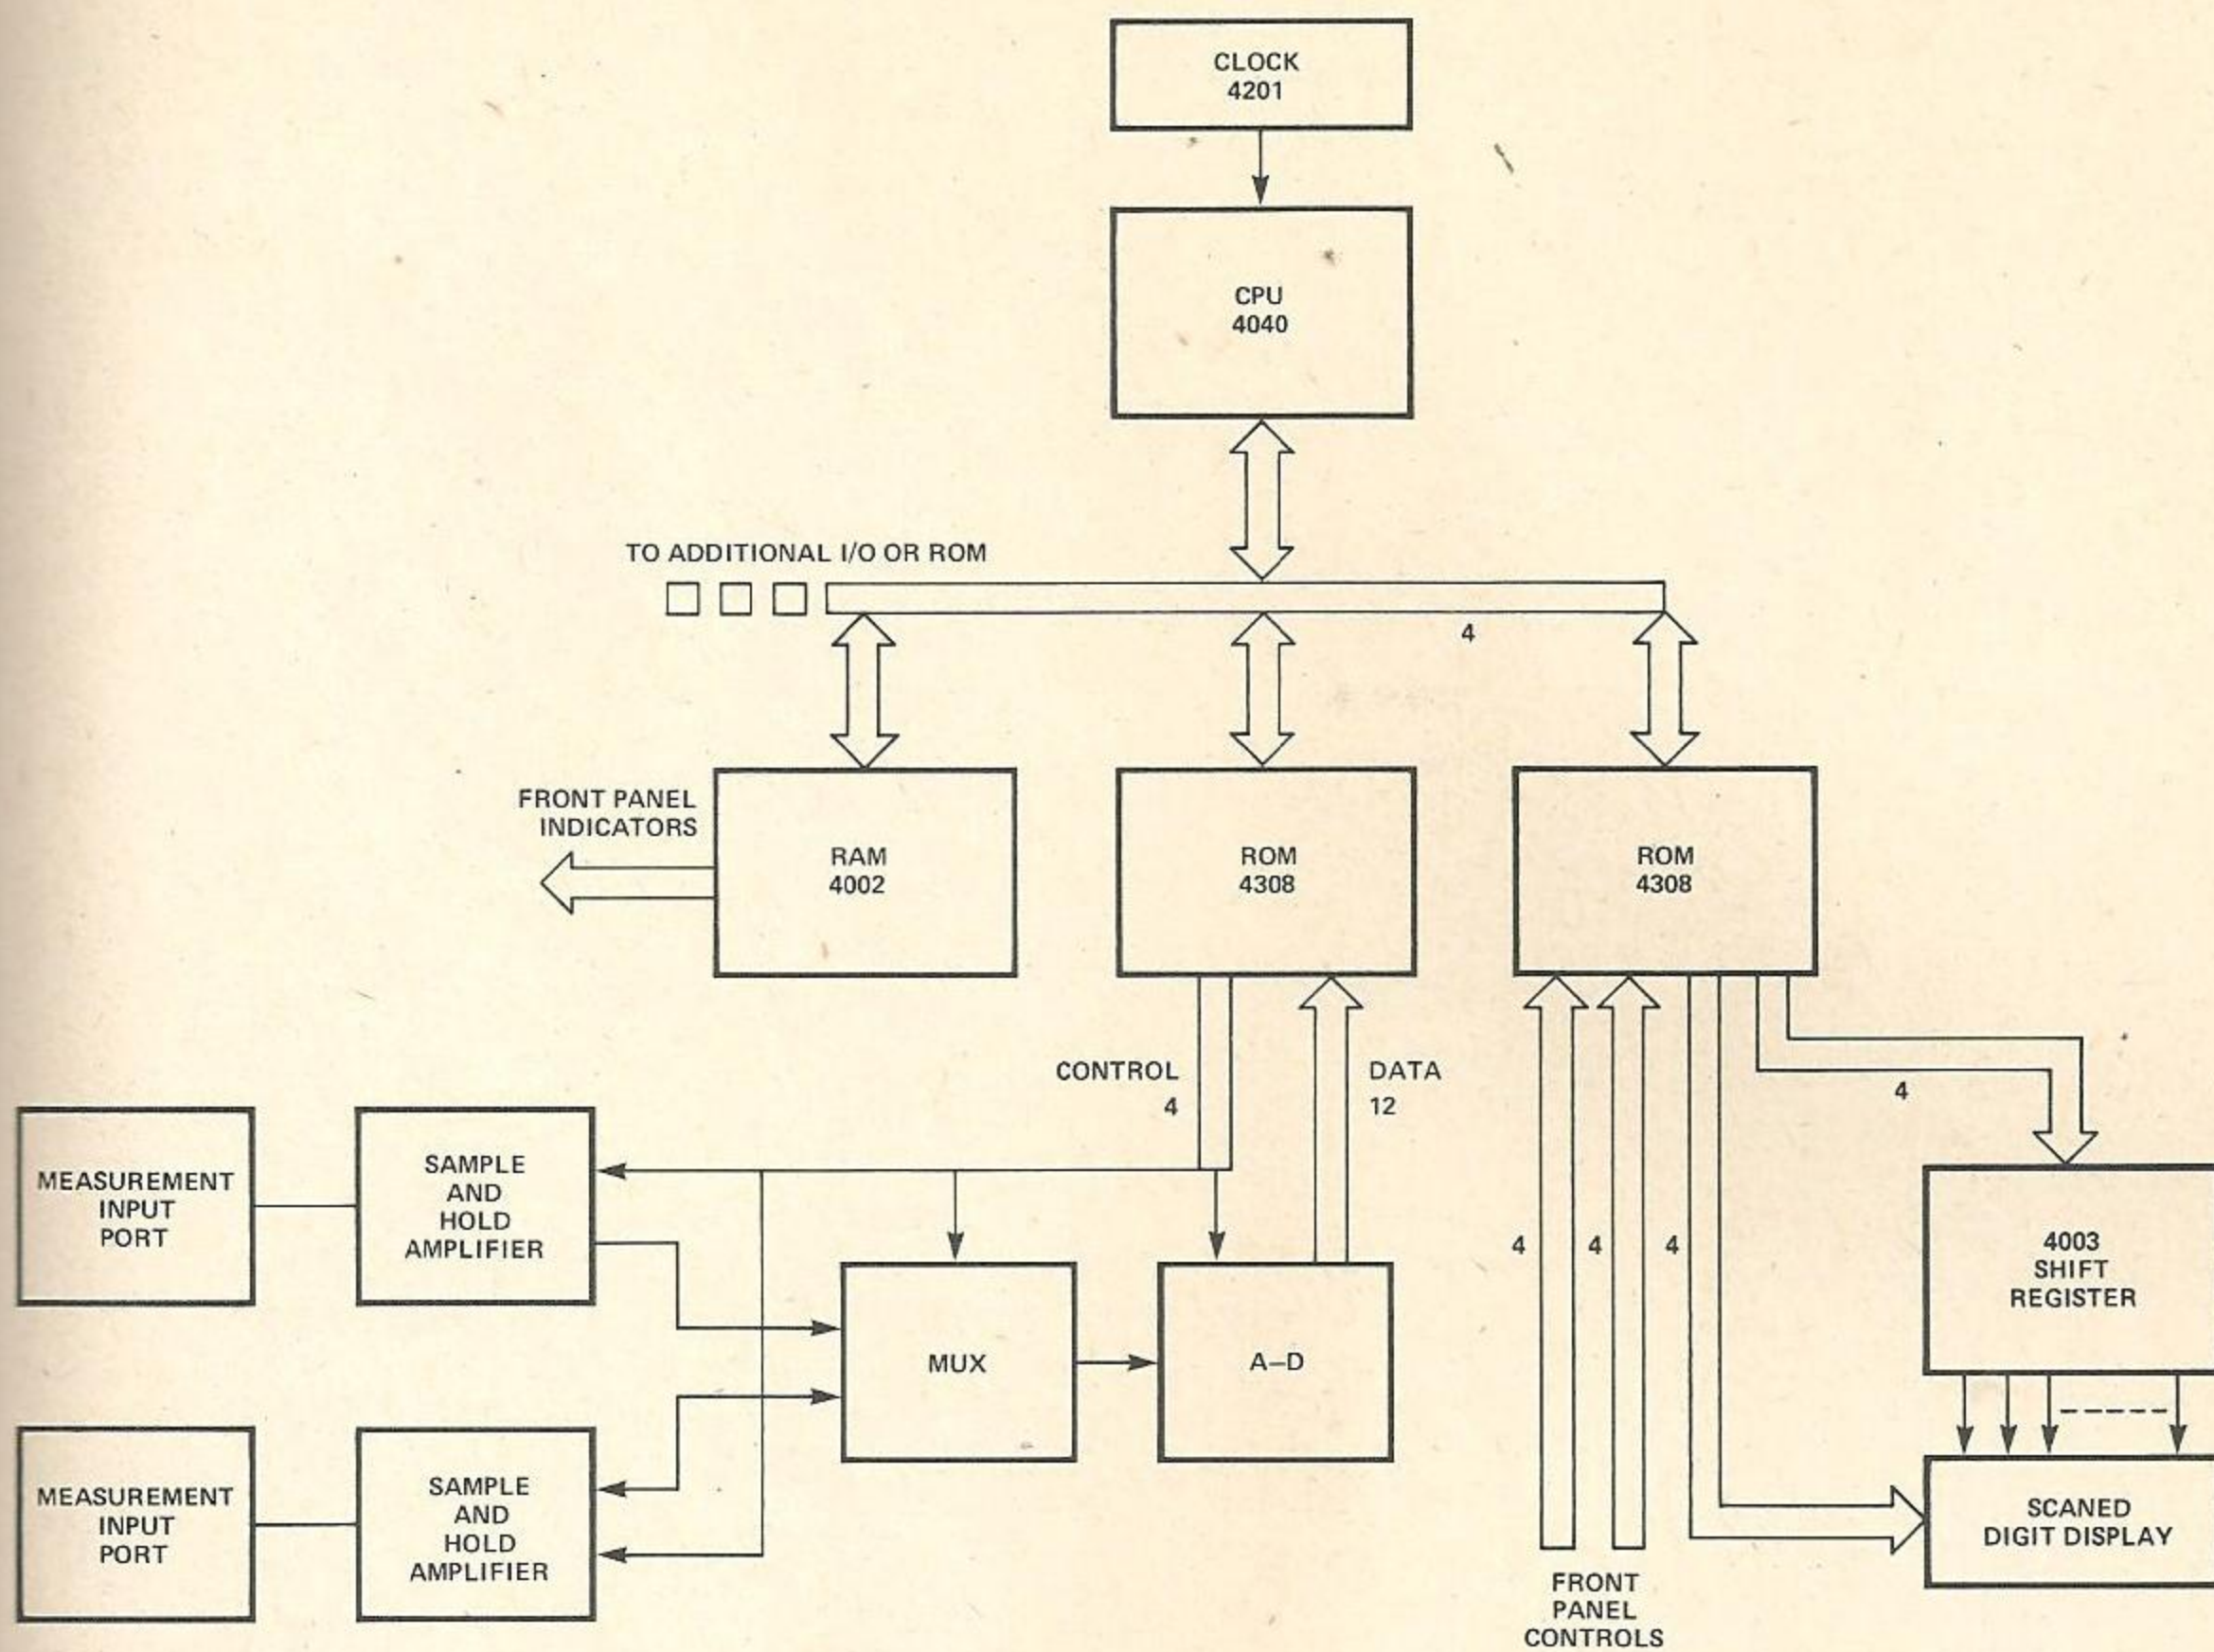 CLOCK
4201
CPU
4040
TO ADDITIONAL I/O OR ROM
4
FRONT PANEL
INDICATORS
RAM
4002
ROM
4308
ROM
4308
CONTROL
4
DATA
12
4
MEASUREMENT
INPUT
PORT
SAMPLE
AND
HOLD
AMPLIFIER
4
4
4
4003
SHIFT
REGISTER
MUX
A–D
MEASUREMENT
INPUT
PORT
SAMPLE
AND
HOLD
AMPLIFIER
SCANED
DIGIT DISPLAY
FRONT
PANEL
CONTROLS